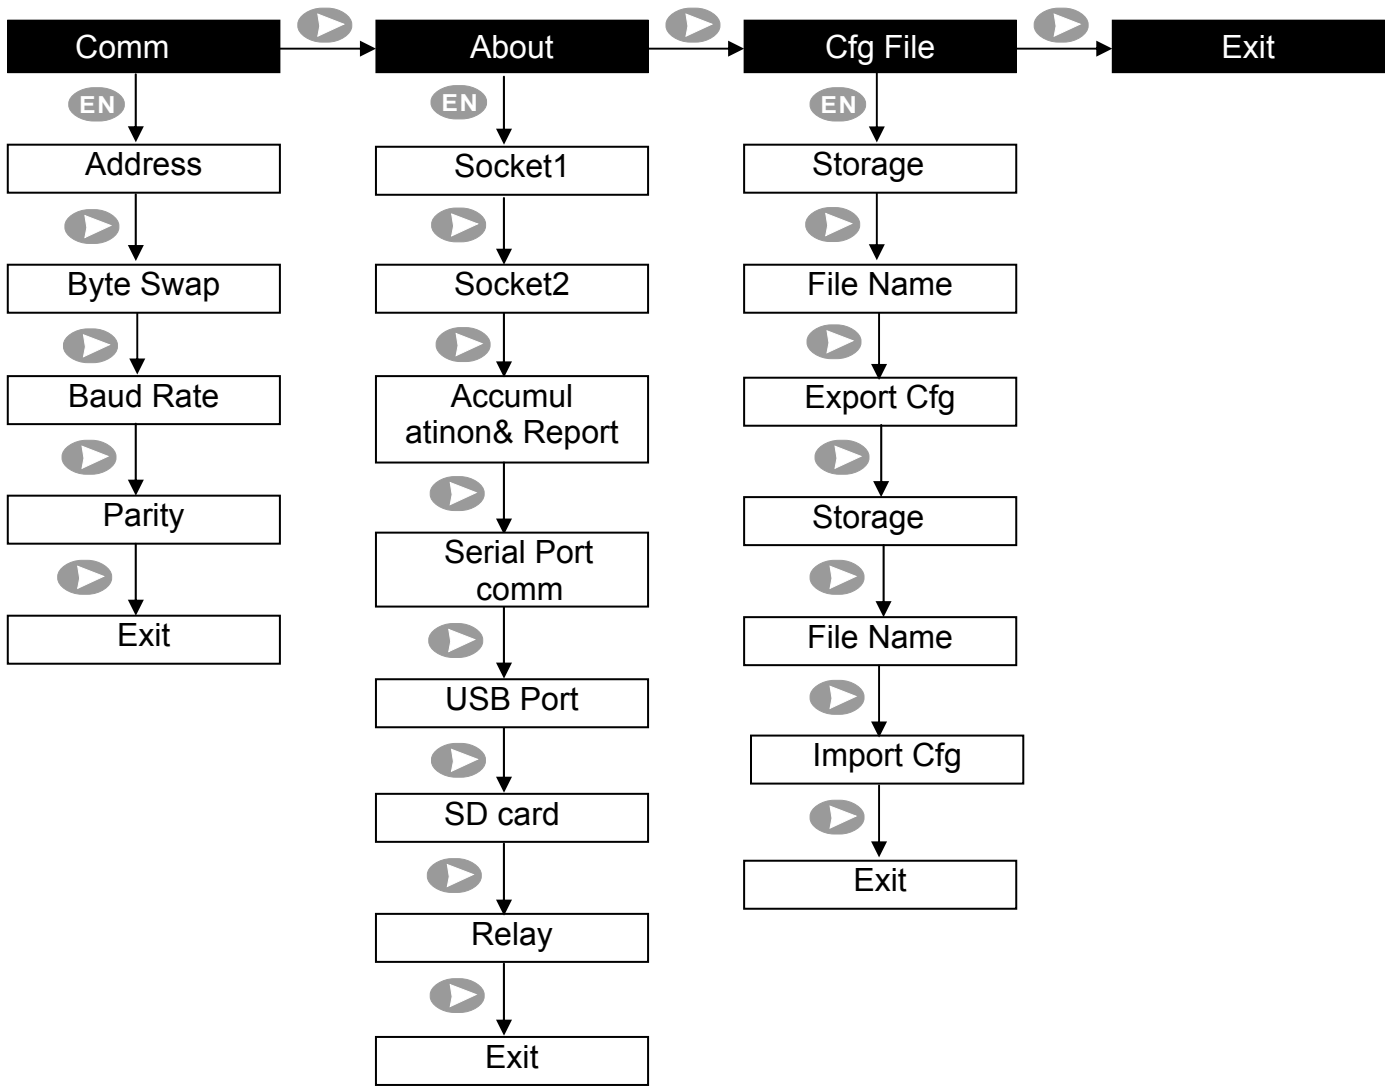 Comm
About
Cfg File
Exit
EN
EN
EN
Address
Socket1
Storage
Byte Swap
Socket2
File Name
Baud Rate
Accumul
atinon& Report
Export Cfg
Parity
Serial Port
comm
Storage
Exit
USB Port
File Name
SD card
Import Cfg
Relay
Exit
Exit